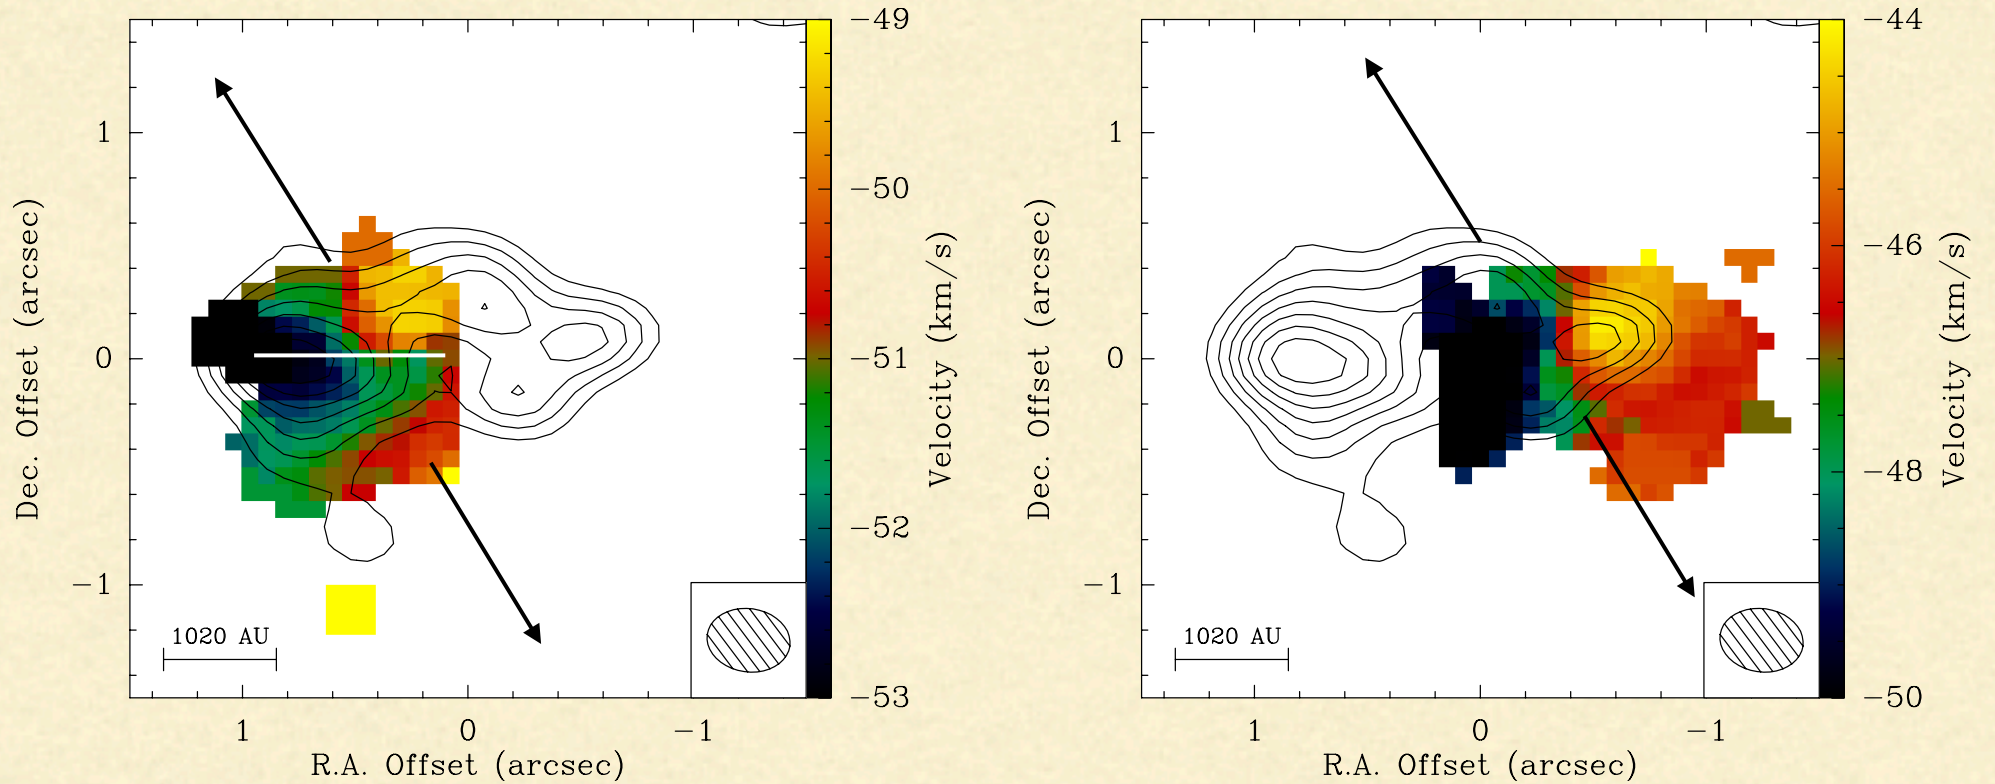 Dec. Offset (arcsec)
1
0
−1
1020 AU
1
0
−1
R.A. Offset (arcsec)
−49
−50
−51
−52
−53
Velocity (km/s)
Dec. Offset (arcsec)
1
0
−1
1020 AU
1
0
−1
R.A. Offset (arcsec)
−44
−46
−48
−50
Velocity (km/s)